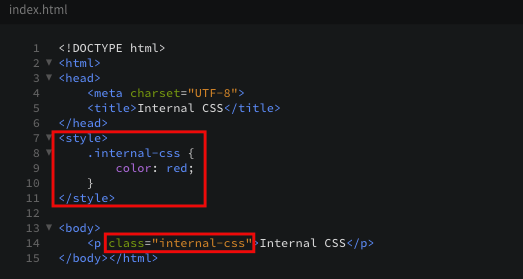 index.html
1 <!DOCTYPE html>
2 <html>
3 <head>
4 <meta charset="UTF-8">
5 <title>Internal CSS</title>
6 </head>
7 <style>
8 .internal-css {
9 color: red;
10 }
11 </style>
12
13 <body>
14 <p class="internal-css">Internal CSS</p>
15 </body></html>